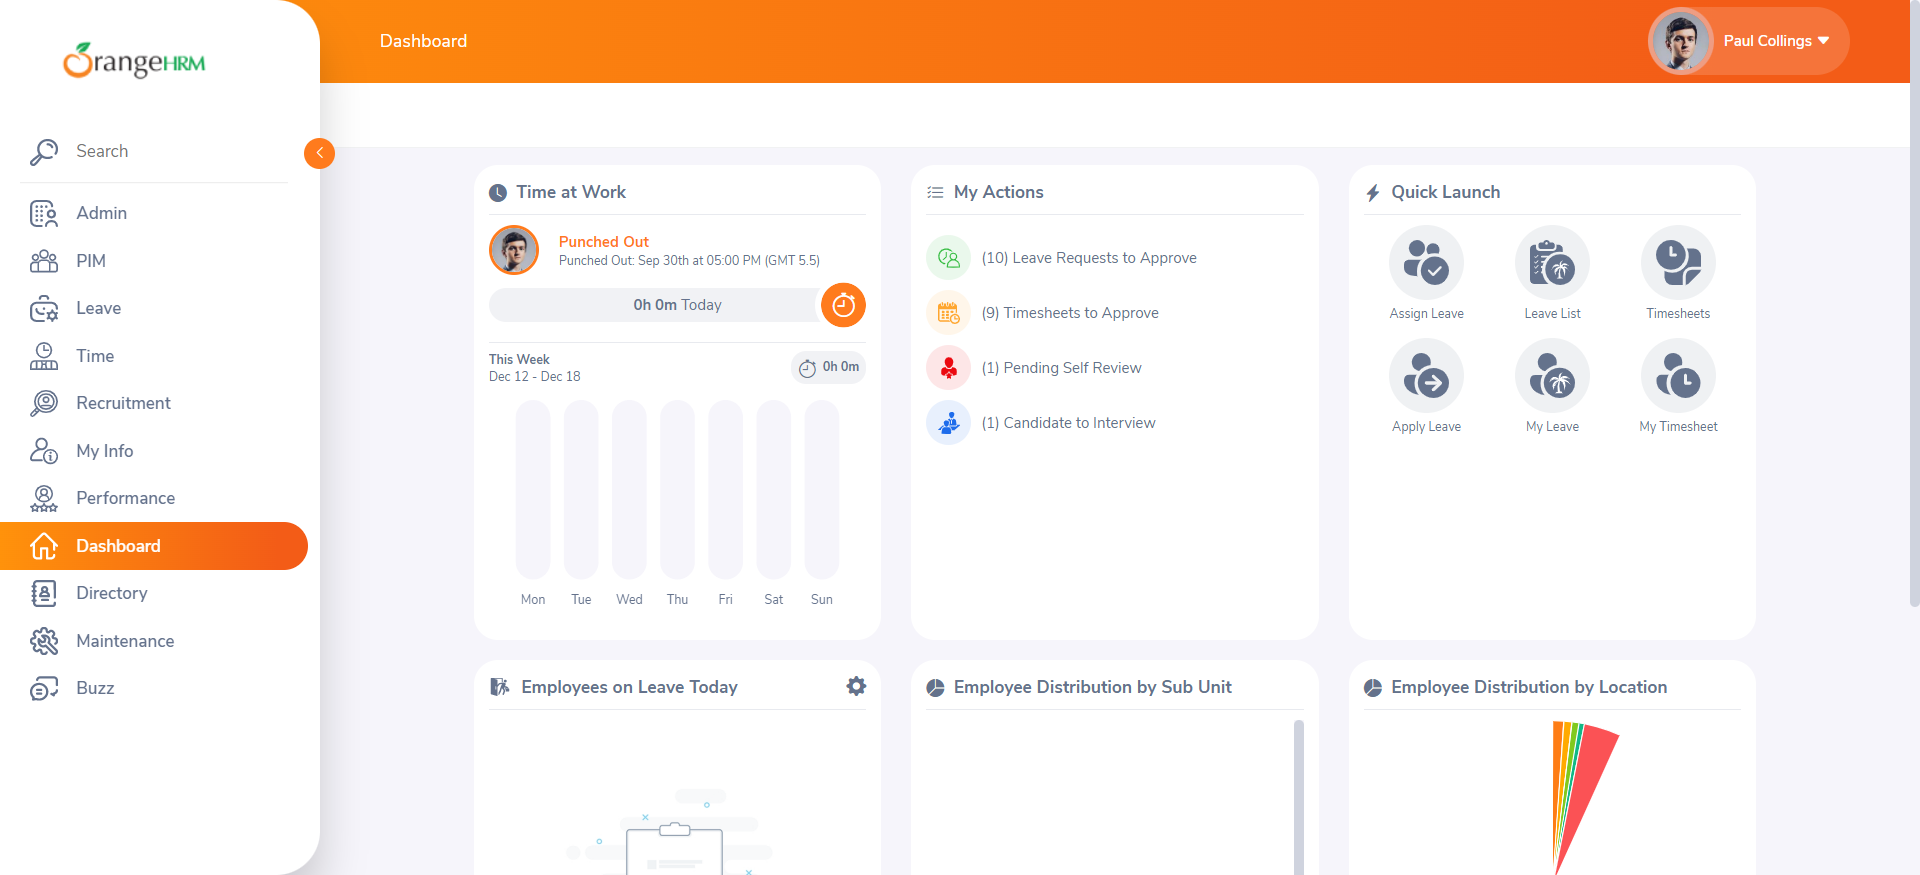 OrangeHRM
Dashboard
Paul Collings
Search
Admin
PIM
Leave
Time
Recruitment
My Info
Performance
Dashboard
Directory
Maintenance
Buzz
Time at Work
Punched Out
Punched Out: Sep 30th at 05:00 PM (GMT 5.5)
0h 0m Today
This Week
Dec 12 - Dec 18
0h 0m
Mon Tue Wed Thu Fri Sat Sun
My Actions
(10) Leave Requests to Approve
(9) Timesheets to Approve
(1) Pending Self Review
(1) Candidate to Interview
Quick Launch
Assign Leave
Leave List
Timesheets
Apply Leave
My Leave
My Timesheet
Employees on Leave Today
Employee Distribution by Sub Unit
Employee Distribution by Location